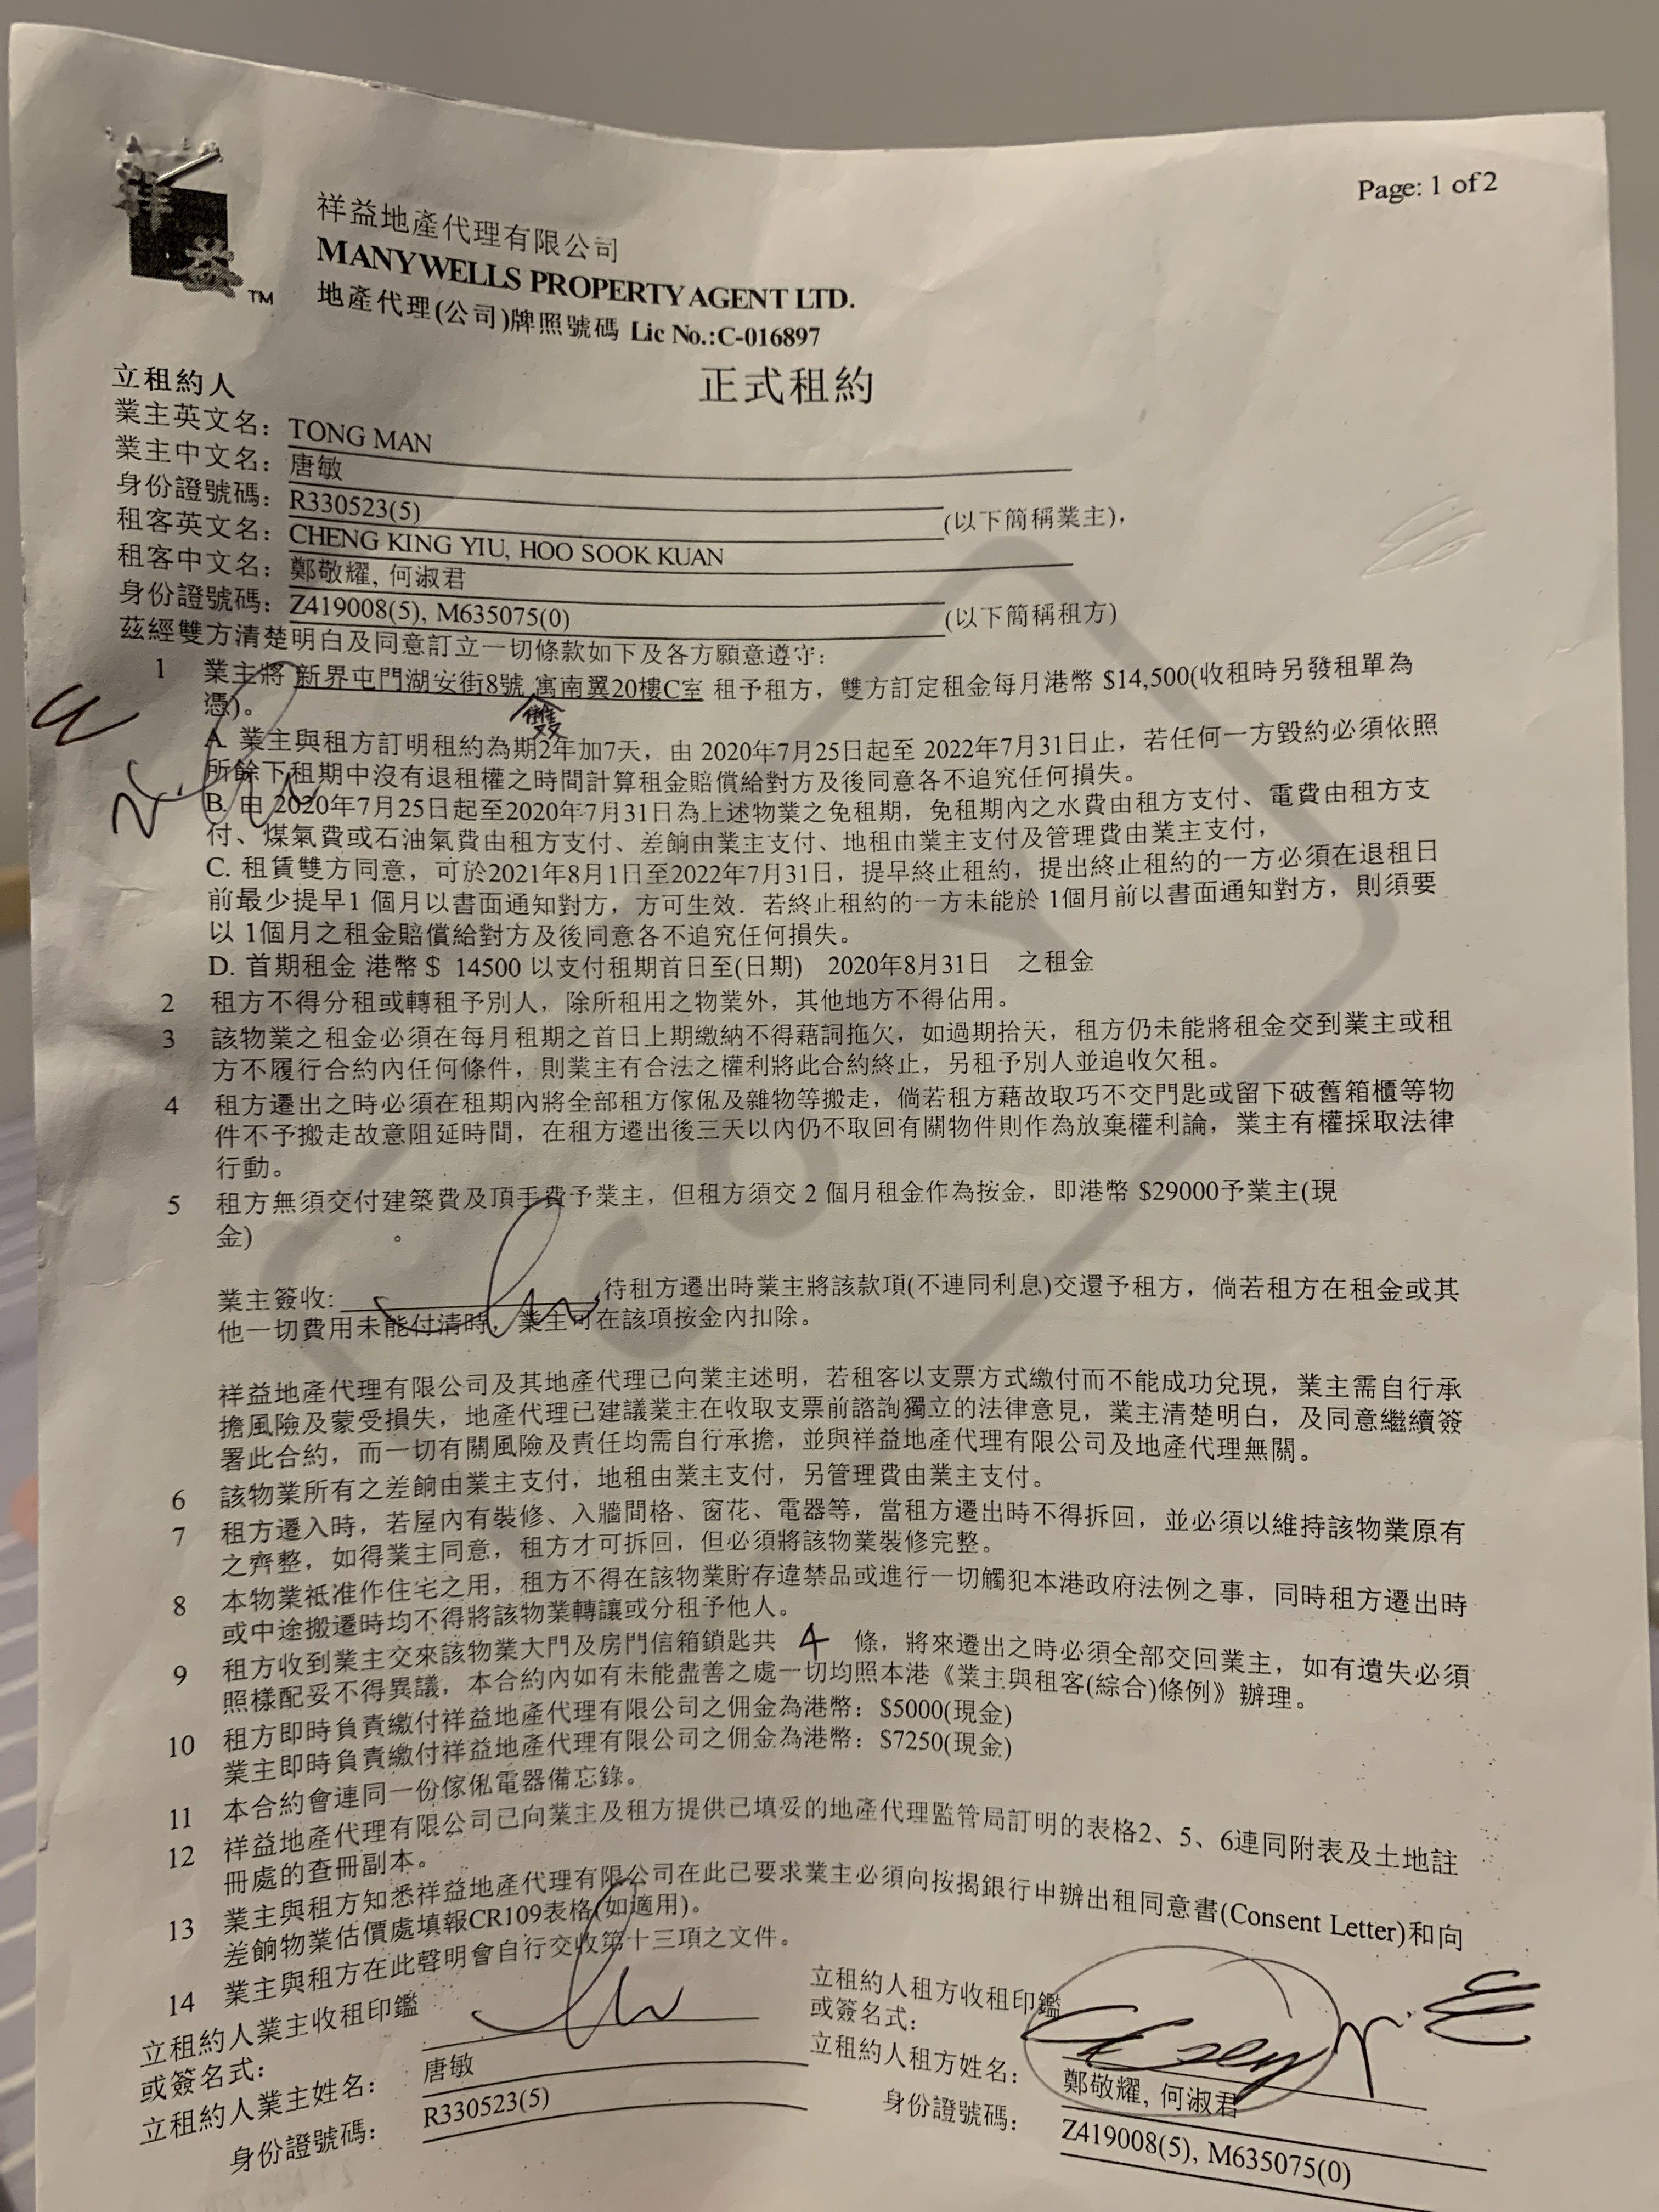 Page: 1 of 2
祥益
TM
祥益地產代理有限公司
MANYWELLS PROPERTY AGENT LTD.
地產代理(公司)牌照號碼 Lic No.:C-016897
正式租約
立租約人
業主英文名：TONG MAN
業主中文名：唐敏
身份證號碼：R330523(5) (以下簡稱業主)，
租客英文名：CHENG KING YIU, HOO SOOK KUAN
租客中文名：鄭敬耀, 何淑君
身份證號碼：Z419008(5), M635075(0) (以下簡稱租方)
茲經雙方清楚明白及同意訂立一切條款如下及各方願意遵守：
1 業主將 新界屯門湖安街8號 寓南翼20樓C室 租予租方，雙方訂定租金每月港幣 $14,500(收租時另發租單為
憑)。
雙
A. 業主與租方訂明租約為期2年加7天，由 2020年7月25日起至 2022年7月31日止，若任何一方毀約必須依照
所餘下租期中沒有退租權之時間計算租金賠償給對方及後同意各不追究任何損失。
B. 由 2020年7月25日起至2020年7月31日為上述物業之免租期，免租期內之水費由租方支付、電費由租方支
付、煤氣費或石油氣費由租方支付、差餉由業主支付、地租由業主支付及管理費由業主支付，
C. 租賃雙方同意，可於2021年8月1日至2022年7月31日，提早終止租約，提出終止租約的一方必須在退租日
前最少提早1 個月以書面通知對方，方可生效．若終止租約的一方未能於 1個月前以書面通知對方，則須要
以 1個月之租金賠償給對方及後同意各不追究任何損失。
D. 首期租金 港幣 $ 14500 以支付租期首日至(日期) 2020年8月31日 之租金
2 租方不得分租或轉租予別人，除所租用之物業外，其他地方不得佔用。
3 該物業之租金必須在每月租期之首日上期繳納不得藉詞拖欠，如過期拾天，租方仍未能將租金交到業主或租
方不履行合約內任何條件，則業主有合法之權利將此合約終止，另租予別人並追收欠租。
4 租方遷出之時必須在租期內將全部租方傢俬及雜物等搬走，倘若租方藉故取巧不交門匙或留下破舊箱櫃等物
件不予搬走故意阻延時間，在租方遷出後三天以內仍不取回有關物件則作為放棄權利論，業主有權採取法律
行動。
5 租方無須交付建築費及頂手費予業主，但租方須交 2 個月租金作為按金，即港幣 $29000予業主(現
金) 。
業主簽收: ,待租方遷出時業主將該款項(不連同利息)交還予租方，倘若租方在租金或其
他一切費用未能付清時，業主可在該項按金內扣除。
祥益地產代理有限公司及其地產代理已向業主述明，若租客以支票方式繳付而不能成功兌現，業主需自行承
擔風險及蒙受損失，地產代理已建議業主在收取支票前諮詢獨立的法律意見，業主清楚明白，及同意繼續簽
署此合約，而一切有關風險及責任均需自行承擔，並與祥益地產代理有限公司及地產代理無關。
6 該物業所有之差餉由業主支付，地租由業主支付，另管理費由業主支付。
7 租方遷入時，若屋內有裝修、入牆間格、窗花、電器等，當租方遷出時不得拆回，並必須以維持該物業原有
之齊整，如得業主同意，租方才可拆回，但必須將該物業裝修完整。
8 本物業祗准作住宅之用，租方不得在該物業貯存違禁品或進行一切觸犯本港政府法例之事，同時租方遷出時
或中途搬遷時均不得將該物業轉讓或分租予他人。
9 租方收到業主交來該物業大門及房門信箱鎖匙共 4 條，將來遷出之時必須全部交回業主，如有遺失必須
照樣配妥不得異議，本合約內如有未能盡善之處一切均照本港《業主與租客(綜合)條例》辦理。
10 租方即時負責繳付祥益地產代理有限公司之佣金為港幣：$5000(現金)
業主即時負責繳付祥益地產代理有限公司之佣金為港幣：$7250(現金)
11 本合約會連同一份傢俬電器備忘錄。
12 祥益地產代理有限公司已向業主及租方提供已填妥的地產代理監管局訂明的表格2、5、6連同附表及土地註
冊處的查冊副本。
13 業主與租方知悉祥益地產代理有限公司在此已要求業主必須向按揭銀行申辦出租同意書(Consent Letter)和向
差餉物業估價處填報CR109表格(如適用)。
14 業主與租方在此聲明會自行交收第十三項之文件。
立租約人業主收租印鑑
或簽名式：
立租約人業主姓名：唐敏
身份證號碼：R330523(5)
立租約人租方收租印鑑
或簽名式：
立租約人租方姓名：鄭敬耀, 何淑君
身份證號碼：Z419008(5), M635075(0)
COPY